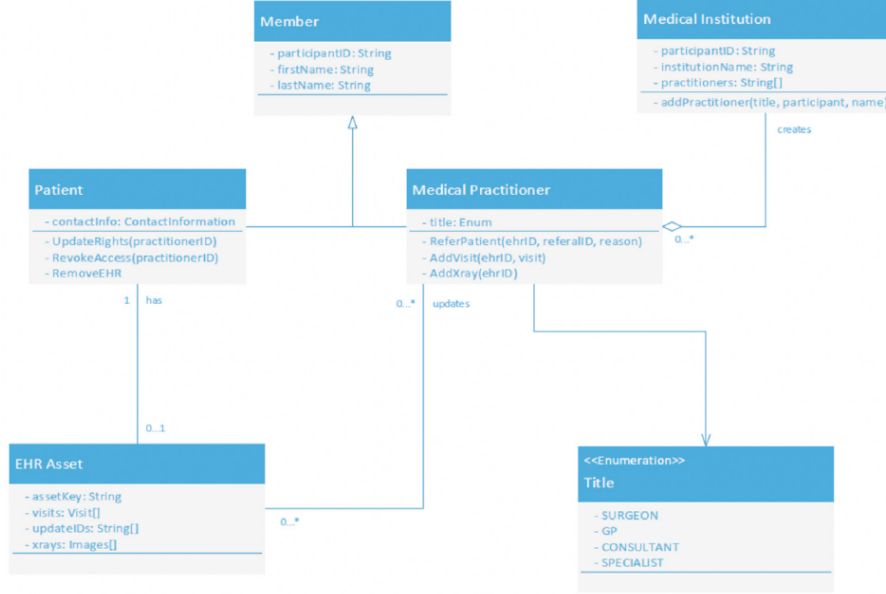 Member
- participantID: String
- firstName: String
- lastName: String
Medical Institution
- participantID: String
- institutionName: String
- practitioners: String[]
- addPractitioner(title, participant, name)
creates
Patient
- contactInfo: ContactInformation
- UpdateRights(practitionerID)
- RevokeAccess(practitionerID)
- RemoveEHR
Medical Practitioner
- title: Enum
- ReferPatient(ehrID, referalID, reason)
- AddVisit(ehrID, visit)
- AddXray(ehrID)
0...*
1 has
0...* updates
0...1
EHR Asset
- assetKey: String
- visits: Visit[]
- updateIDs: String[]
- xrays: Images[]
0...*
<<Enumeration>>
Title
- SURGEON
- GP
- CONSULTANT
- SPECIALIST